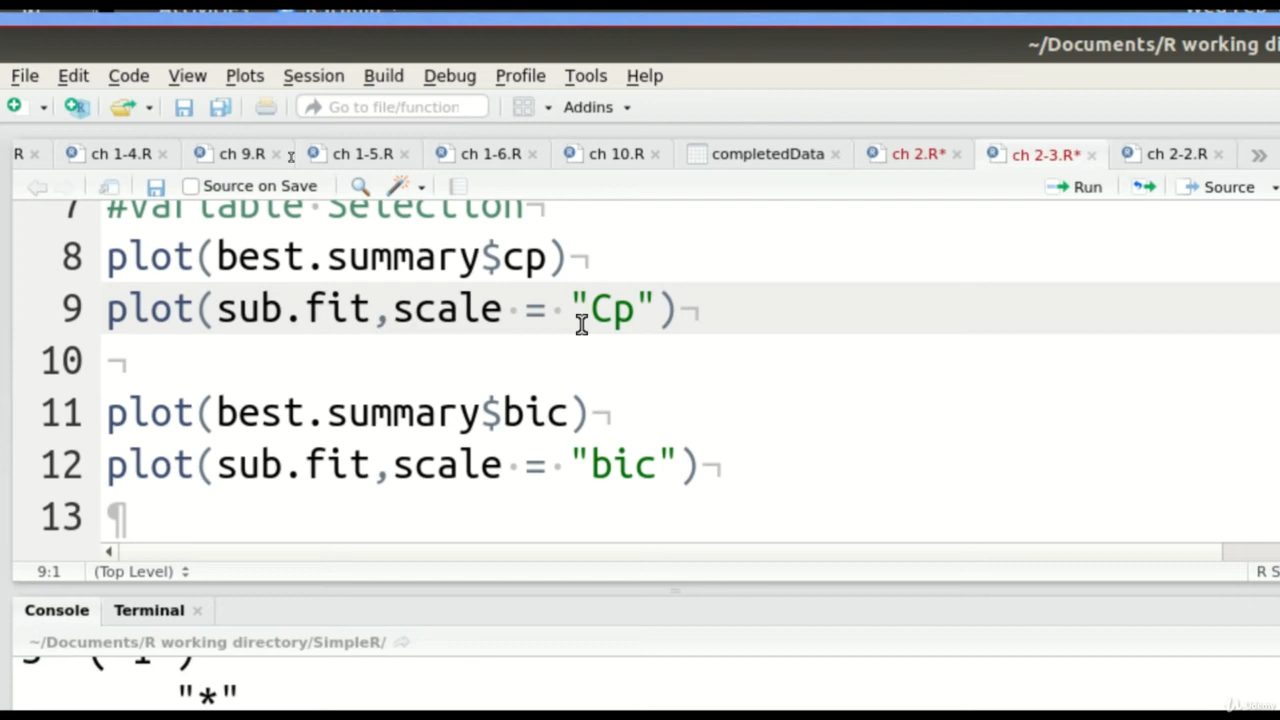 ~/Documents/R working di
File Edit Code View Plots Session Build Debug Profile Tools Help
Go to file/function Addins
R ch 1-4.R ch 9.R ch 1-5.R ch 1-6.R ch 10.R completedData ch 2.R* ch 2-3.R* ch 2-2.R
Source on Save Run Source
7 #Variable Selection
8 plot(best.summary$cp)
9 plot(sub.fit,scale = "Cp")
10
11 plot(best.summary$bic)
12 plot(sub.fit,scale = "bic")
13
9:1 (Top Level) R S
Console Terminal
~/Documents/R working directory/SimpleR/
"*"
Udemy